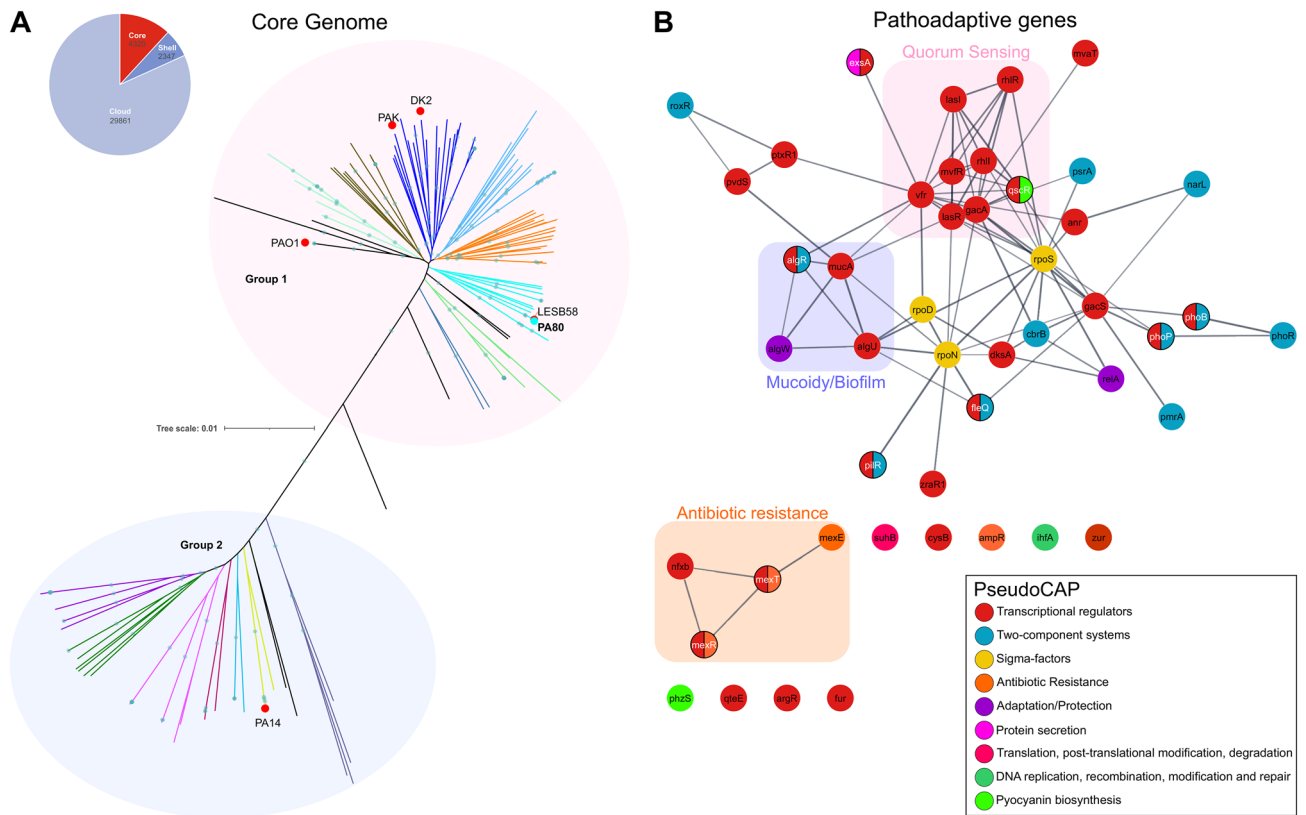 A
Core Genome
Core
Shell
2347
Cloud
29861
DK2
PAK
PAO1
Group 1
LESB58
PA80
Tree scale: 0.01
Group 2
PA14
B
Pathoadaptive genes
Quorum Sensing
exsA
mvaT
rhlR
lasI
roxR
ptxR1
rhlI
mvfR
pvdS
psrA
qscR
narL
vfr
lasR
gacA
anr
algR
mucA
rpoS
rpoD
gacS
phoB
cbrB
phoP
phoR
algW
algU
rpoN
dksA
relA
Mucoidy/Biofilm
fleQ
pmrA
pilR
zraR1
Antibiotic resistance
mexE
suhB
cysB
ampR
ihfA
zur
nfxb
mexT
mexR
phzS
qteE
argR
fur
PseudoCAP
Transcriptional regulators
Two-component systems
Sigma-factors
Antibiotic Resistance
Adaptation/Protection
Protein secretion
Translation, post-translational modification, degradation
DNA replication, recombination, modification and repair
Pyocyanin biosynthesis